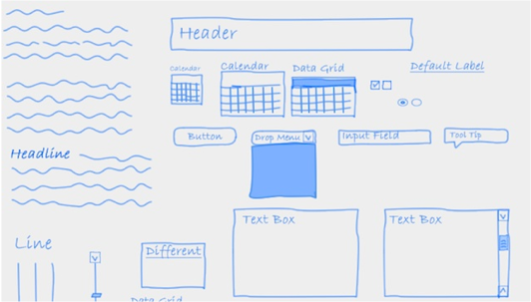 Header
Calendar
Calendar
Data Grid
Default Label
Button
Drop Menu
Input Field
Tool Tip
Headline
Text Box
Text Box
Line
Different
Data Grid